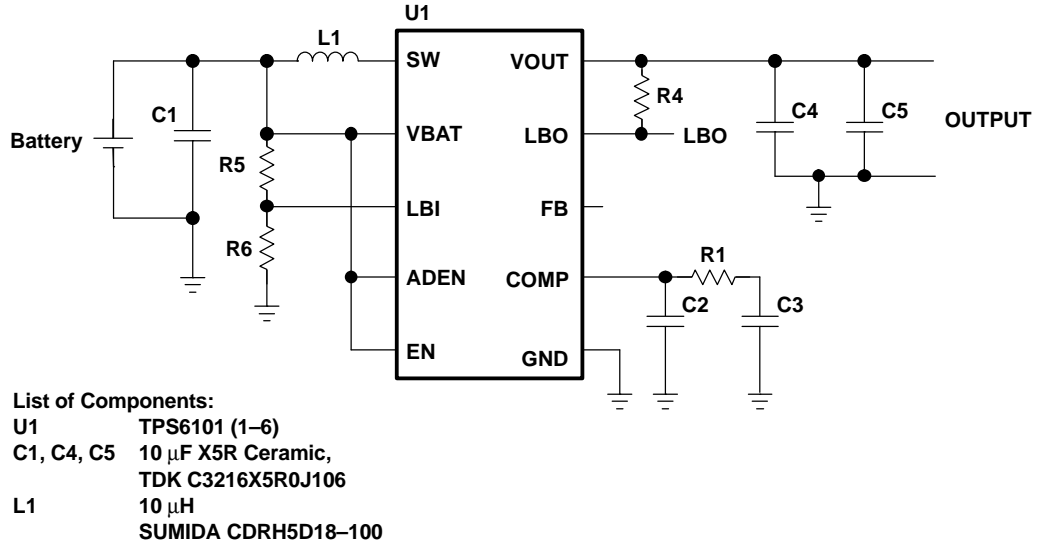 U1
L1
SW
VOUT
C1
R4
C4
C5
Battery
VBAT
LBO
LBO
OUTPUT
R5
LBI
FB
R6
R1
ADEN
COMP
C2
C3
EN
GND
List of Components:
U1 TPS6101 (1–6)
C1, C4, C5 10 μF X5R Ceramic,
TDK C3216X5R0J106
L1 10 μH
SUMIDA CDRH5D18–100